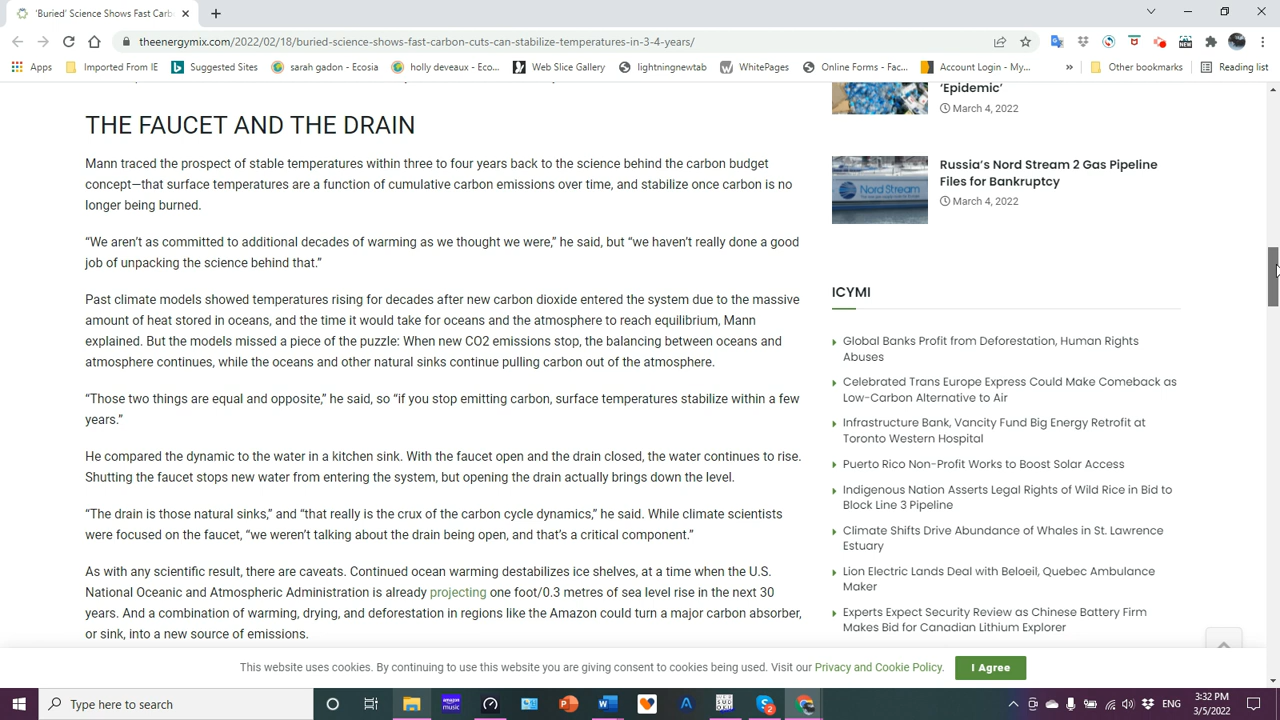 'Buried' Science Shows Fast Carb
theenergymix.com/2022/02/18/buried-science-shows-fast-carbon-cuts-can-stabilize-temperatures-in-3-4-years/
Apps
Imported From IE
Suggested Sites
sarah gadon - Ecosia
holly deveaux - Eco...
Web Slice Gallery
lightningnewtab
WhitePages
Online Forms - Fac...
Account Login - My...
»
Other bookmarks
Reading list
THE FAUCET AND THE DRAIN
Mann traced the prospect of stable temperatures within three to four years back to the science behind the carbon budget
concept—that surface temperatures are a function of cumulative carbon emissions over time, and stabilize once carbon is no
longer being burned.
“We aren’t as committed to additional decades of warming as we thought we were,” he said, but “we haven’t really done a good
job of unpacking the science behind that.”
Past climate models showed temperatures rising for decades after new carbon dioxide entered the system due to the massive
amount of heat stored in oceans, and the time it would take for oceans and the atmosphere to reach equilibrium, Mann
explained. But the models missed a piece of the puzzle: When new CO2 emissions stop, the balancing between oceans and
atmosphere continues, while the oceans and other natural sinks continue pulling carbon out of the atmosphere.
“Those two things are equal and opposite,” he said, so “if you stop emitting carbon, surface temperatures stabilize within a few
years.”
He compared the dynamic to the water in a kitchen sink. With the faucet open and the drain closed, the water continues to rise.
Shutting the faucet stops new water from entering the system, but opening the drain actually brings down the level.
“The drain is those natural sinks,” and “that really is the crux of the carbon cycle dynamics,” he said. While climate scientists
were focused on the faucet, “we weren’t talking about the drain being open, and that’s a critical component.”
As with any scientific result, there are caveats. Continued ocean warming destabilizes ice shelves, at a time when the U.S.
National Oceanic and Atmospheric Administration is already projecting one foot/0.3 metres of sea level rise in the next 30
years. And a combination of warming, drying, and deforestation in regions like the Amazon could turn a major carbon absorber,
or sink, into a new source of emissions.
‘Epidemic’
March 4, 2022
Nord Stream
Russia’s Nord Stream 2 Gas Pipeline
Files for Bankruptcy
March 4, 2022
ICYMI
Global Banks Profit from Deforestation, Human Rights
Abuses
Celebrated Trans Europe Express Could Make Comeback as
Low-Carbon Alternative to Air
Infrastructure Bank, Vancity Fund Big Energy Retrofit at
Toronto Western Hospital
Puerto Rico Non-Profit Works to Boost Solar Access
Indigenous Nation Asserts Legal Rights of Wild Rice in Bid to
Block Line 3 Pipeline
Climate Shifts Drive Abundance of Whales in St. Lawrence
Estuary
Lion Electric Lands Deal with Beloeil, Quebec Ambulance
Maker
Experts Expect Security Review as Chinese Battery Firm
Makes Bid for Canadian Lithium Explorer
This website uses cookies. By continuing to use this website you are giving consent to cookies being used. Visit our Privacy and Cookie Policy.
I Agree
Type here to search
ENG
3:32 PM
3/5/2022